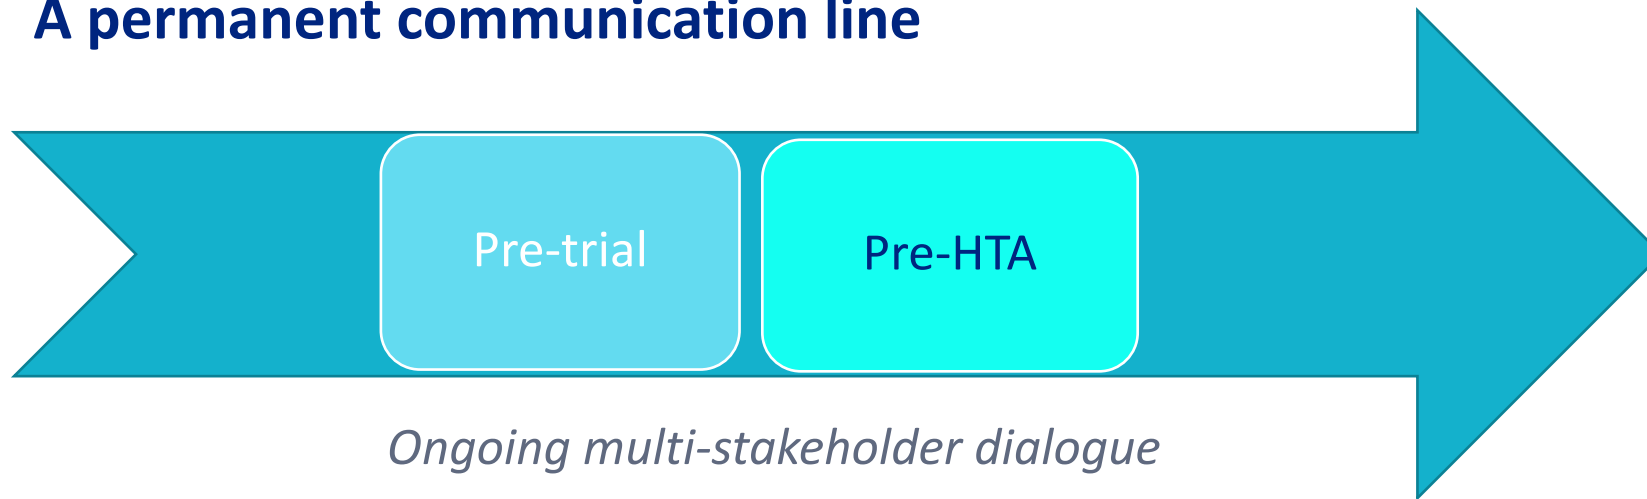 A permanent communication line
Pre-trial
Pre-HTA
Ongoing multi-stakeholder dialogue